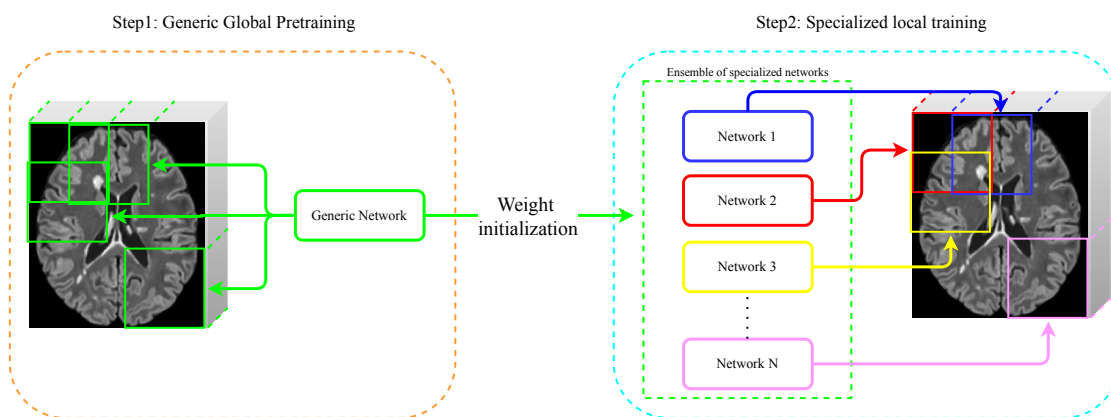 Step1: Generic Global Pretraining
Generic Network
Weight
initialization
Step2: Specialized local training
Ensemble of specialized networks
Network 1
Network 2
Network 3
Network N